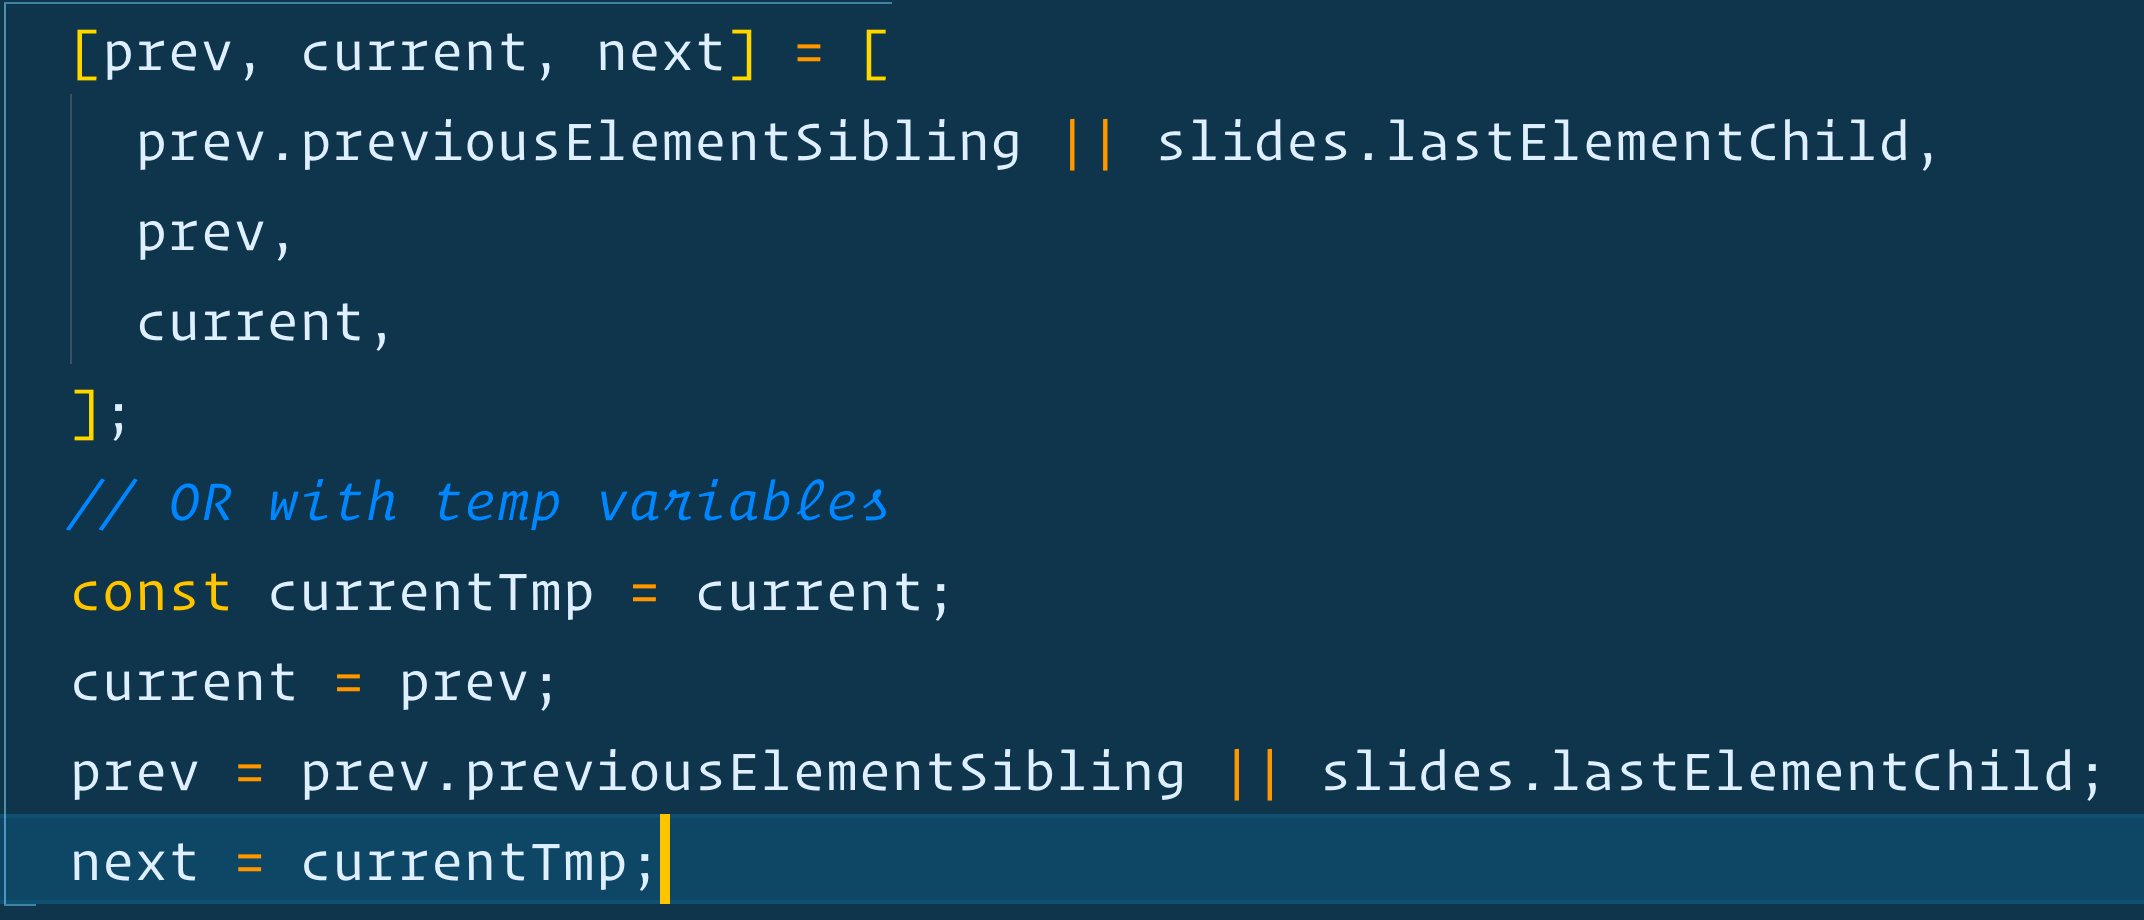 [prev, current, next] = [
prev.previousElementSibling || slides.lastElementChild,
prev,
current,
];
// OR with temp variables
const currentTmp = current;
current = prev;
prev = prev.previousElementSibling || slides.lastElementChild;
next = currentTmp;